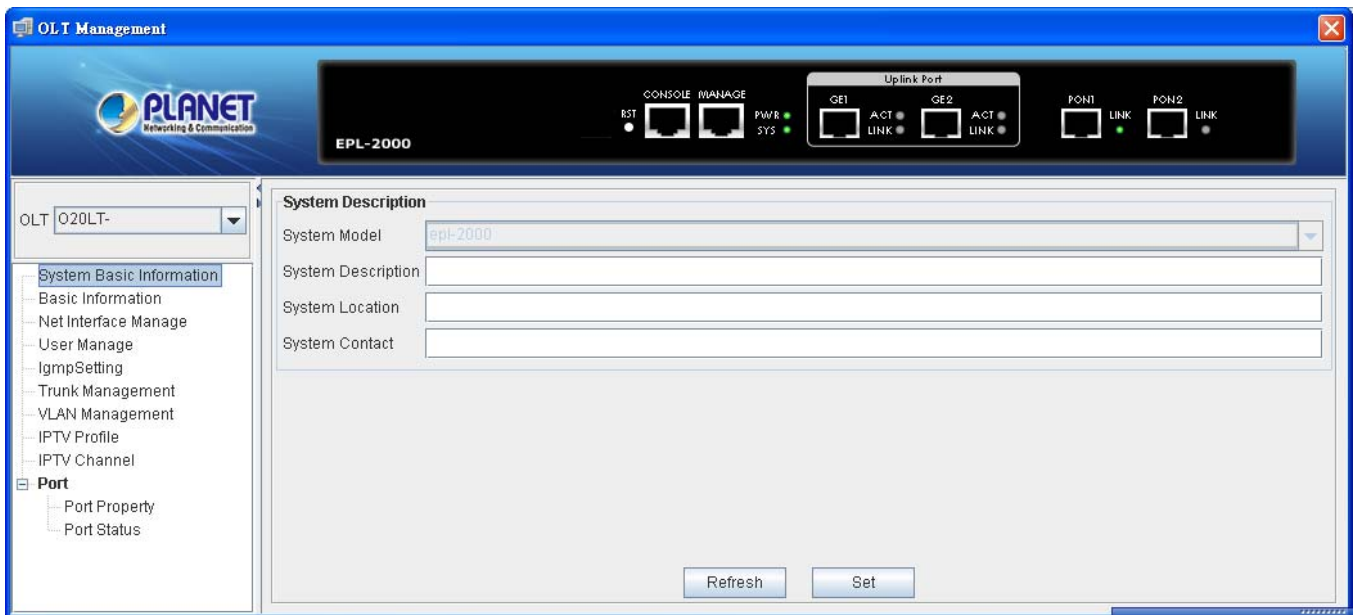 OLT Management
PLANET
Networking & Communication
EPL-2000
RST
CONSOLE MANAGE
PWR
SYS
Uplink Port
GE1
ACT
LINK
GE2
ACT
LINK
PON1
LINK
PON2
LINK
OLT O20LT-
System Basic Information
Basic Information
Net Interface Manage
User Manage
IgmpSetting
Trunk Management
VLAN Management
IPTV Profile
IPTV Channel
Port
Port Property
Port Status
System Description
System Model epl-2000
System Description
System Location
System Contact
Refresh Set